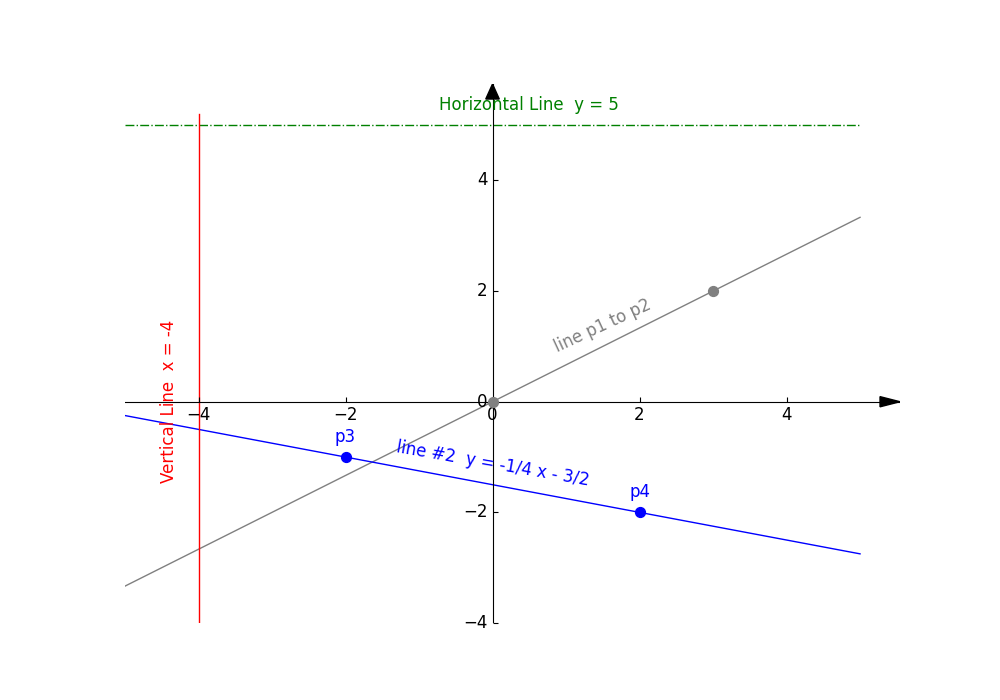 Horizontal Line  y = 5
4
2
line p1 to p2
Vertical Line  x = -4
0
−4
−2
0
2
4
p3
line #2  y = -1/4 x - 3/2
p4
−2
−4